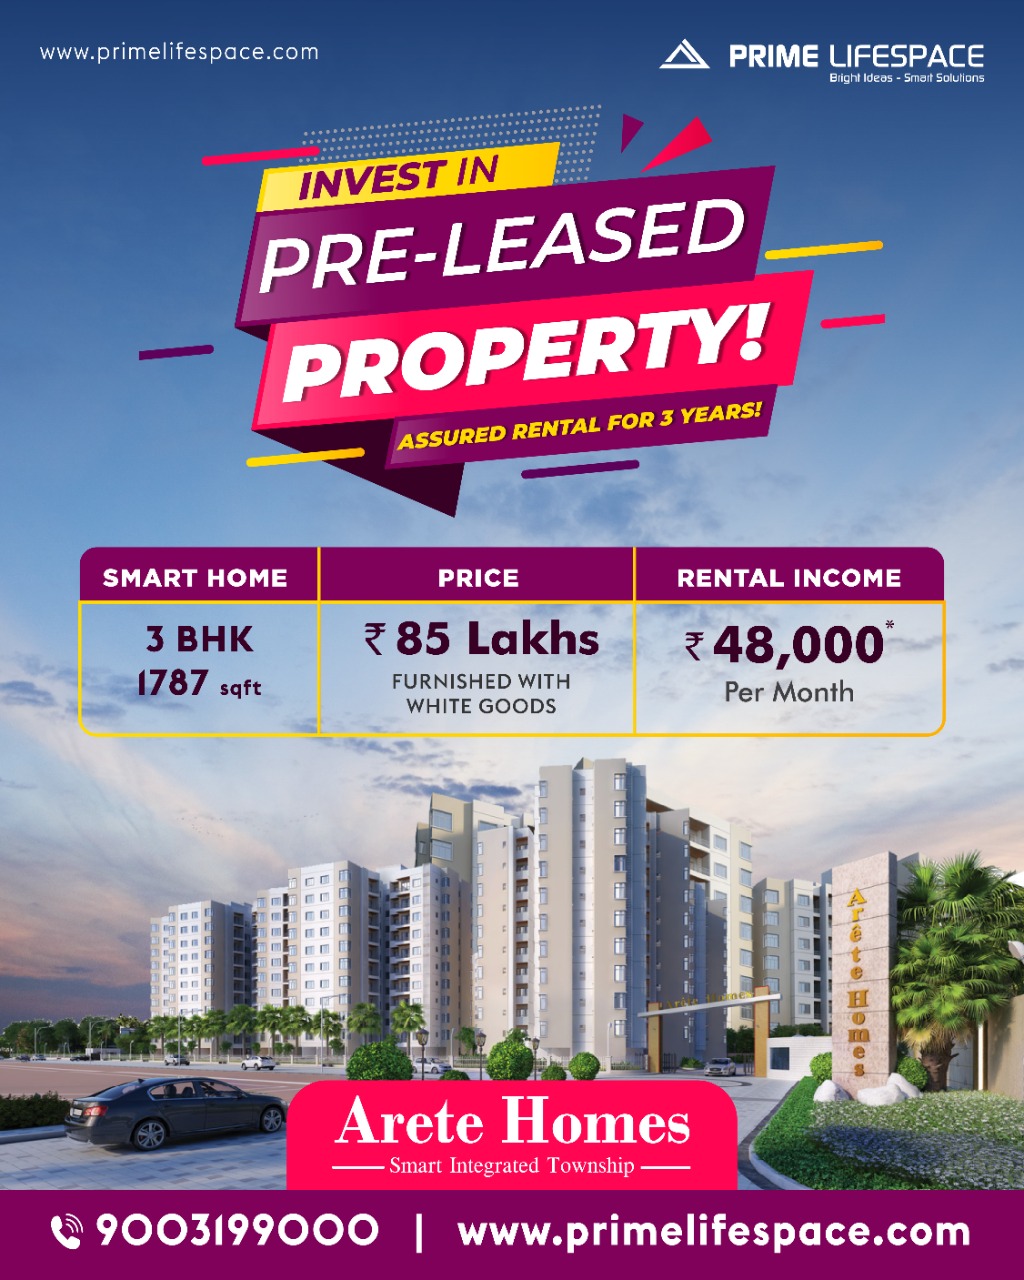 www.primelifespace.com
PRIME LIFESPACE
Bright Ideas - Smart Solutions
INVEST IN
PRE-LEASED
PROPERTY!
ASSURED RENTAL FOR 3 YEARS!
SMART HOME
PRICE
RENTAL INCOME
3 BHK
1787 sqft
₹ 85 Lakhs
FURNISHED WITH
WHITE GOODS
₹ 48,000*
Per Month
Arête Homes
Arete Homes
Arete Homes
Smart Integrated Township
9003199000 | www.primelifespace.com